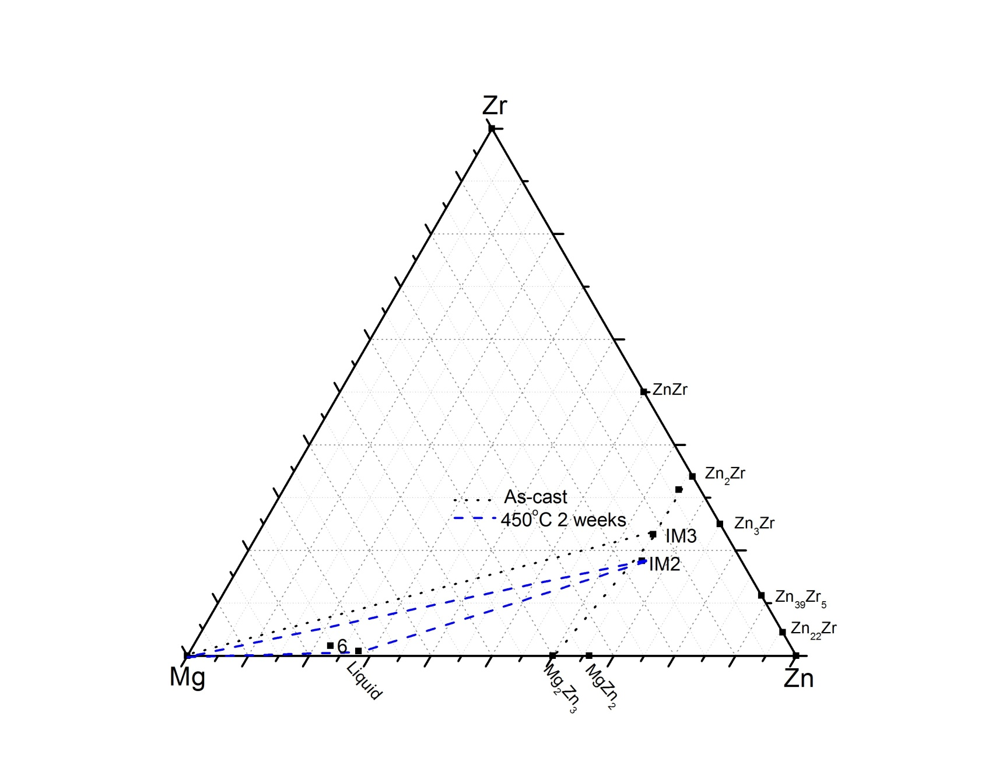 Zr
ZnZr
Zn2Zr
As-cast
450°C 2 weeks
Zn3Zr
IM3
IM2
Zn39Zr5
Zn22Zr
6
Mg
Liquid
Mg2Zn3
MgZn2
Zn